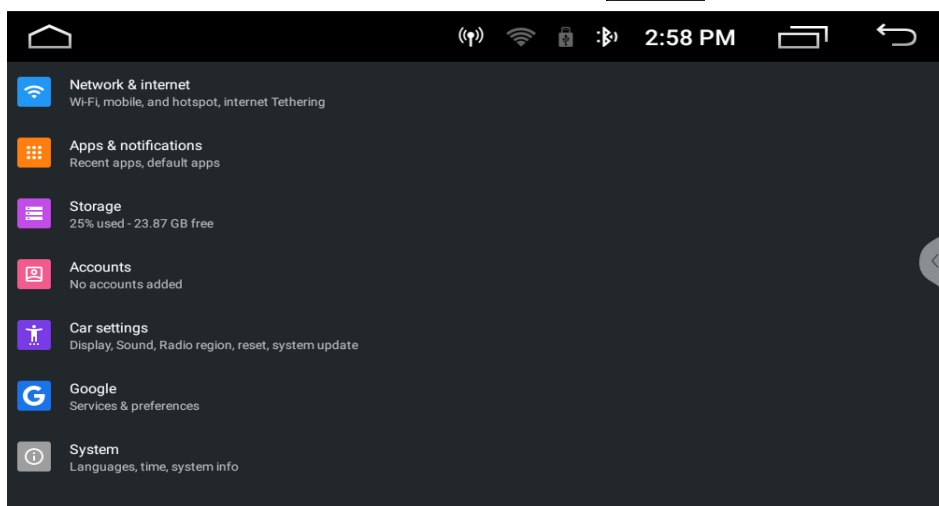 2:58 PM
Network & internet
Wi-Fi, mobile, and hotspot, internet Tethering
Apps & notifications
Recent apps, default apps
Storage
25% used - 23.87 GB free
Accounts
No accounts added
Car settings
Display, Sound, Radio region, reset, system update
G
Google
Services & preferences
System
Languages, time, system info